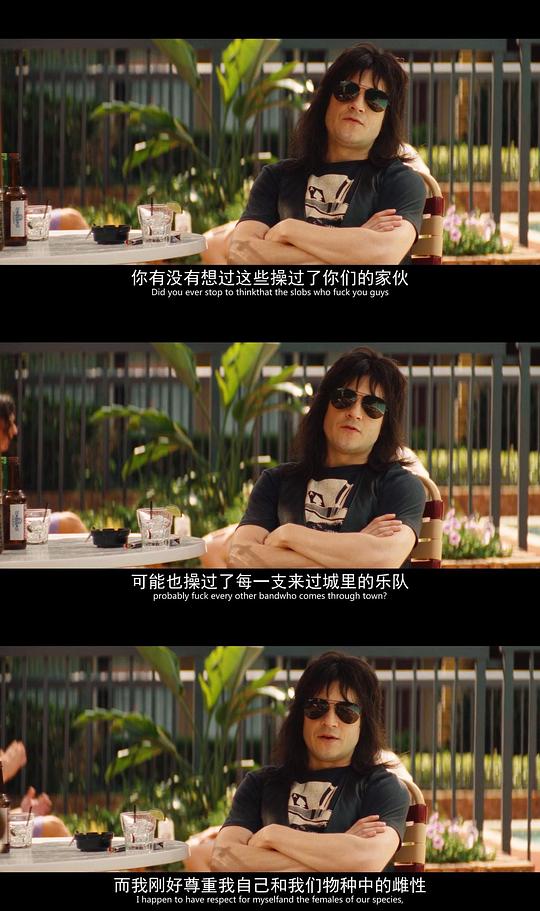 你有没有想过这些操过了你们的家伙
Did you ever stop to thinkthat the slobs who fuck you guys
可能也操过了每一支来过城里的乐队
probably fuck every other bandwho comes through town?
而我刚好尊重我自己和我们物种中的雌性
I happen to have respect for myselfand the females of our species,